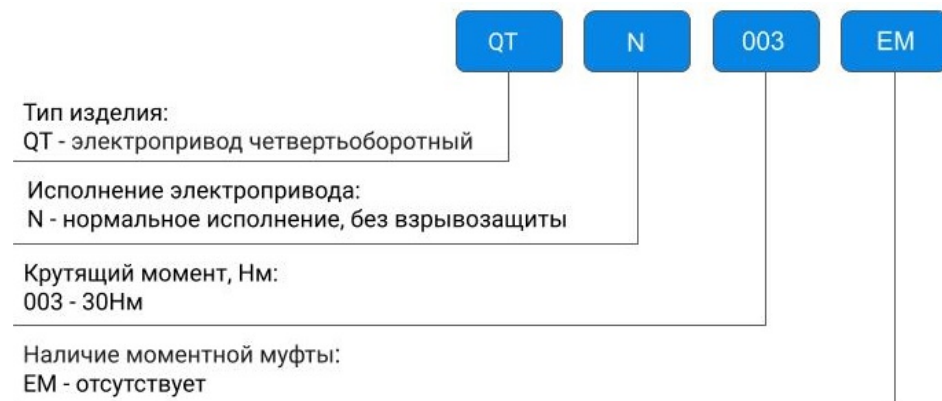 QT N 003 EM
Тип изделия:
QT - электропривод четвертьоборотный
Исполнение электропривода:
N - нормальное исполнение, без взрывозащиты
Крутящий момент, Нм:
003 - 30Нм
Наличие моментной муфты:
EM - отсутствует